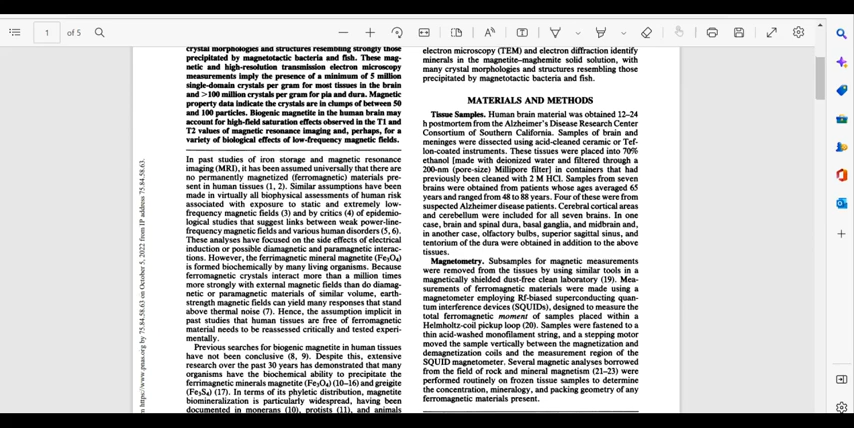 1
of 5
crystal morphologies and structures resembling strongly those
precipitated by magnetotactic bacteria and fish. These mag-
netic and high-resolution transmission electron microscopy
measurements imply the presence of a minimum of 5 million
single-domain crystals per gram for most tissues in the brain
and >100 million crystals per gram for pia and dura. Magnetic
property data indicate the crystals are in clumps of between 50
and 100 particles. Biogenic magnetite in the human brain may
account for high-field saturation effects observed in the T1 and
T2 values of magnetic resonance imaging and, perhaps, for a
variety of biological effects of low-frequency magnetic fields.
In past studies of iron storage and magnetic resonance
imaging (MRI), it has been assumed universally that there are
no permanently magnetized (ferromagnetic) materials pre-
sent in human tissues (1, 2). Similar assumptions have been
made in virtually all biophysical assessments of human risk
associated with exposure to static and extremely low-
frequency magnetic fields (3) and by critics (4) of epidemio-
logical studies that suggest links between weak power-line-
frequency magnetic fields and various human disorders (5, 6).
These analyses have focused on the side effects of electrical
induction or possible diamagnetic and paramagnetic interac-
tions. However, the ferrimagnetic mineral magnetite (Fe3O4)
is formed biochemically by many living organisms. Because
ferromagnetic crystals interact more than a million times
more strongly with external magnetic fields than do diamag-
netic or paramagnetic materials of similar volume, earth-
strength magnetic fields can yield many responses that stand
above thermal noise (7). Hence, the assumption implicit in
past studies that human tissues are free of ferromagnetic
material needs to be reassessed critically and tested experi-
mentally.
Previous searches for biogenic magnetite in human tissues
have not been conclusive (8, 9). Despite this, extensive
research over the past 30 years has demonstrated that many
organisms have the biochemical ability to precipitate the
ferrimagnetic minerals magnetite (Fe3O4) (10–16) and greigite
(Fe3S4) (17). In terms of its phyletic distribution, magnetite
biomineralization is particularly widespread, having been
documented in monerans (10), protists (11), and animals
electron microscopy (TEM) and electron diffraction identify
minerals in the magnetite–maghemite solid solution, with
many crystal morphologies and structures resembling those
precipitated by magnetotactic bacteria and fish.
MATERIALS AND METHODS
Tissue Samples. Human brain material was obtained 12–24
h postmortem from the Alzheimer's Disease Research Center
Consortium of Southern California. Samples of brain and
meninges were dissected using acid-cleaned ceramic or Tef-
lon-coated instruments. These tissues were placed into 70%
ethanol [made with deionized water and filtered through a
200-nm (pore-size) Millipore filter] in containers that had
previously been cleaned with 2 M HCl. Samples from seven
brains were obtained from patients whose ages averaged 65
years and ranged from 48 to 88 years. Four of these were from
suspected Alzheimer disease patients. Cerebral cortical areas
and cerebellum were included for all seven brains. In one
case, brain and spinal dura, basal ganglia, and midbrain and,
in another case, olfactory bulbs, superior sagittal sinus, and
tentorium of the dura were obtained in addition to the above
tissues.
Magnetometry. Subsamples for magnetic measurements
were removed from the tissues by using similar tools in a
magnetically shielded dust-free clean laboratory (19). Mea-
surements of ferromagnetic materials were made using a
magnetometer employing Rf-biased superconducting quan-
tum interference devices (SQUIDs), designed to measure the
total ferromagnetic moment of samples placed within a
Helmholtz-coil pickup loop (20). Samples were fastened to a
thin acid-washed monofilament string, and a stepping motor
moved the sample vertically between the magnetization and
demagnetization coils and the measurement region of the
SQUID magnetometer. Several magnetic analyses borrowed
from the field of rock and mineral magnetism (21–23) were
performed routinely on frozen tissue samples to determine
the concentration, mineralogy, and packing geometry of any
ferromagnetic materials present.
m https://www.pnas.org by 75.84.58.63 on October 5, 2022 from IP address 75.84.58.63.